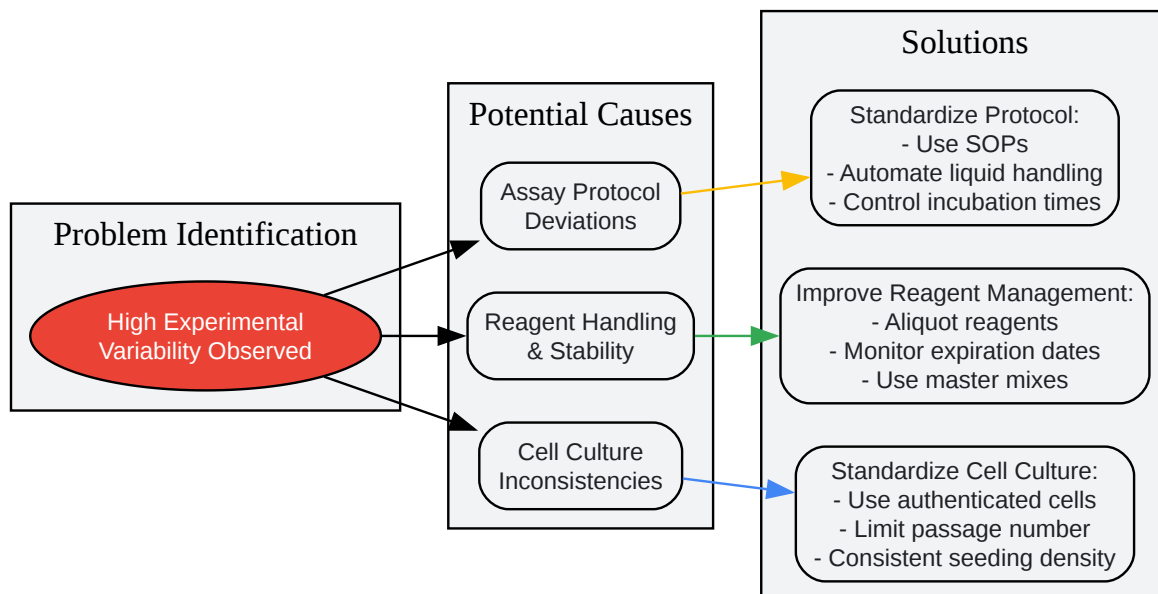 Problem Identification
High Experimental
Variability Observed
Potential Causes
Assay Protocol
Deviations
Reagent Handling
& Stability
Cell Culture
Inconsistencies
Solutions
Standardize Protocol:
- Use SOPs
- Automate liquid handling
- Control incubation times
Improve Reagent Management:
- Aliquot reagents
- Monitor expiration dates
- Use master mixes
Standardize Cell Culture:
- Use authenticated cells
- Limit passage number
- Consistent seeding density